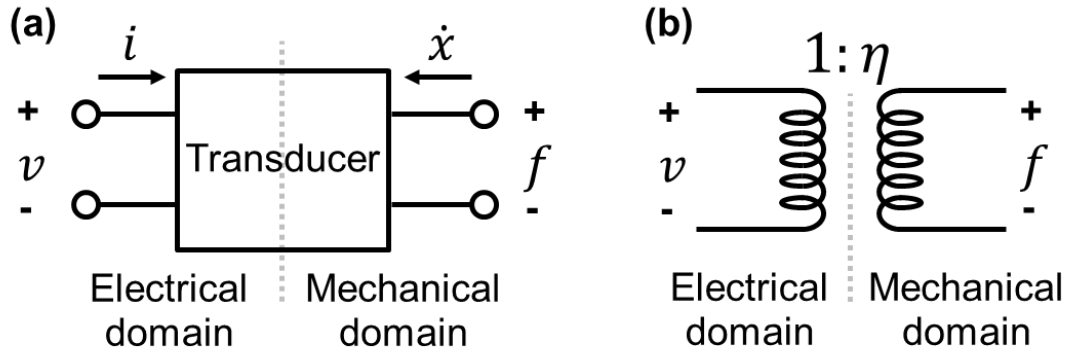 (a)
i̇ ẋ
+ +
v Transducer f
- -
Electrical Mechanical
domain domain
(b)
1: η
+ +
v f
- -
Electrical Mechanical
domain domain